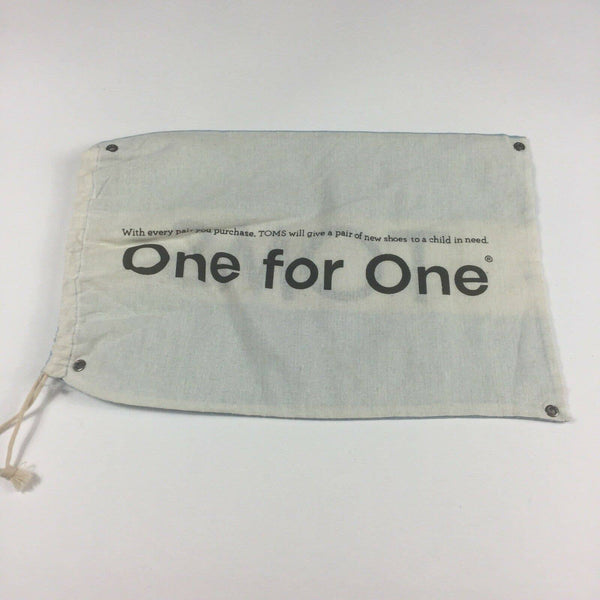 With every pair you purchase, TOMS will give a pair of new shoes to a child in need.
One for One®